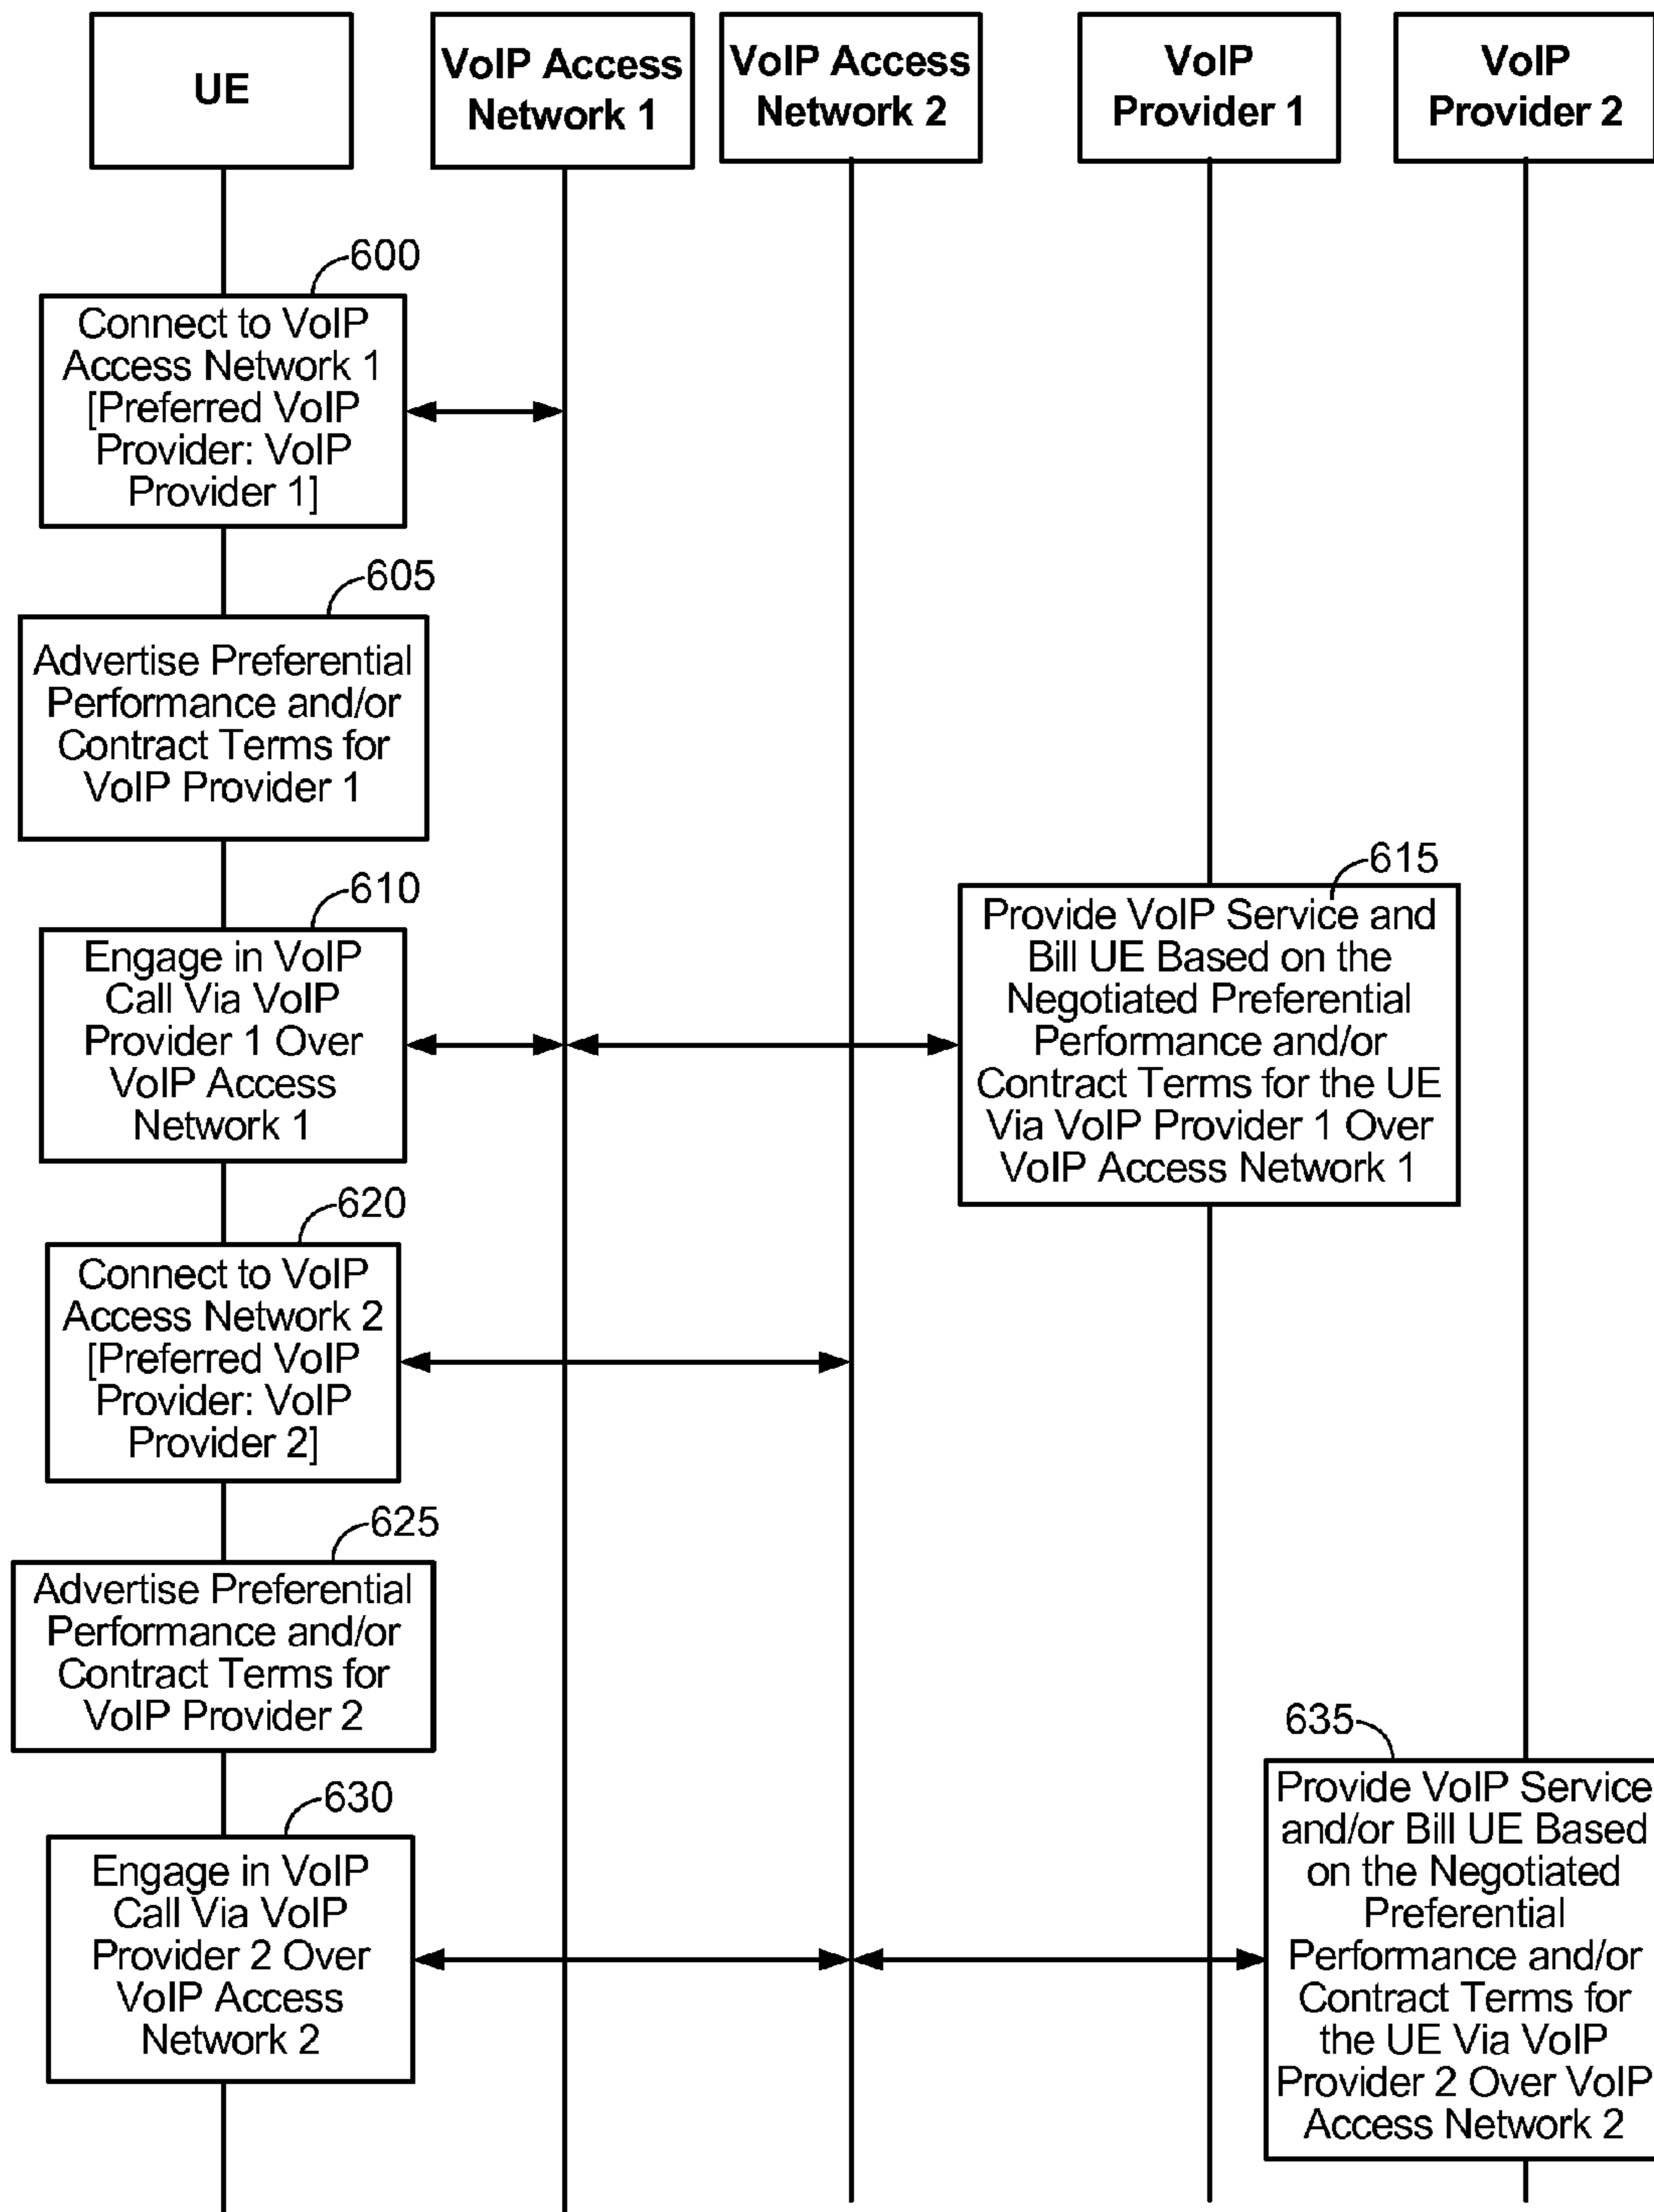 UE
VoIP Access
Network 1
VoIP Access
Network 2
VoIP
Provider 1
VoIP
Provider 2
600
Connect to VoIP
Access Network 1
[Preferred VoIP
Provider: VoIP
Provider 1]
605
Advertise Preferential
Performance and/or
Contract Terms for
VoIP Provider 1
610
Engage in VoIP
Call Via VoIP
Provider 1 Over
VoIP Access
Network 1
615
Provide VoIP Service and
Bill UE Based on the
Negotiated Preferential
Performance and/or
Contract Terms for the UE
Via VoIP Provider 1 Over
VoIP Access Network 1
620
Connect to VoIP
Access Network 2
[Preferred VoIP
Provider: VoIP
Provider 2]
625
Advertise Preferential
Performance and/or
Contract Terms for
VoIP Provider 2
630
Engage in VoIP
Call Via VoIP
Provider 2 Over
VoIP Access
Network 2
635
Provide VoIP Service
and/or Bill UE Based
on the Negotiated
Preferential
Performance and/or
Contract Terms for
the UE Via VoIP
Provider 2 Over VoIP
Access Network 2